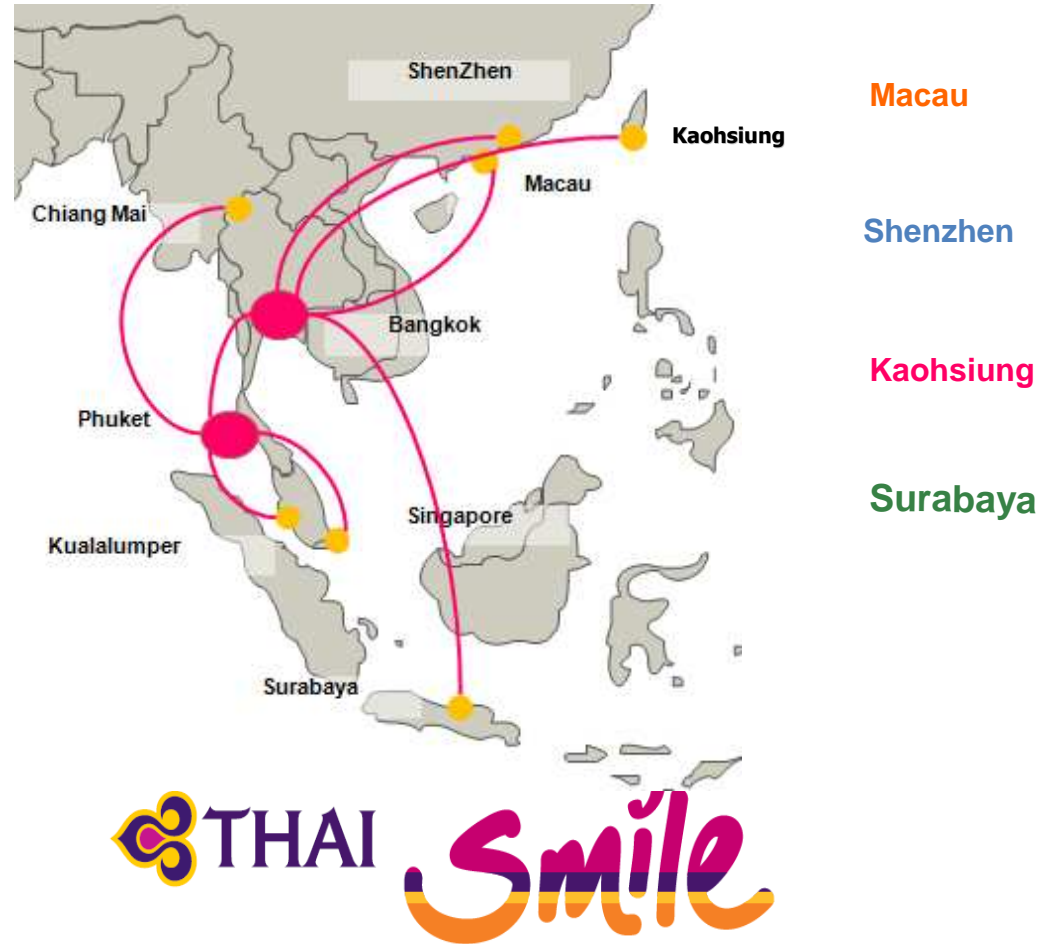 ShenZhen
Macau
Kaohsiung
Macau
Chiang Mai
Shenzhen
Bangkok
Kaohsiung
Phuket
Surabaya
Singapore
Kualalumper
Surabaya
THAI Smile